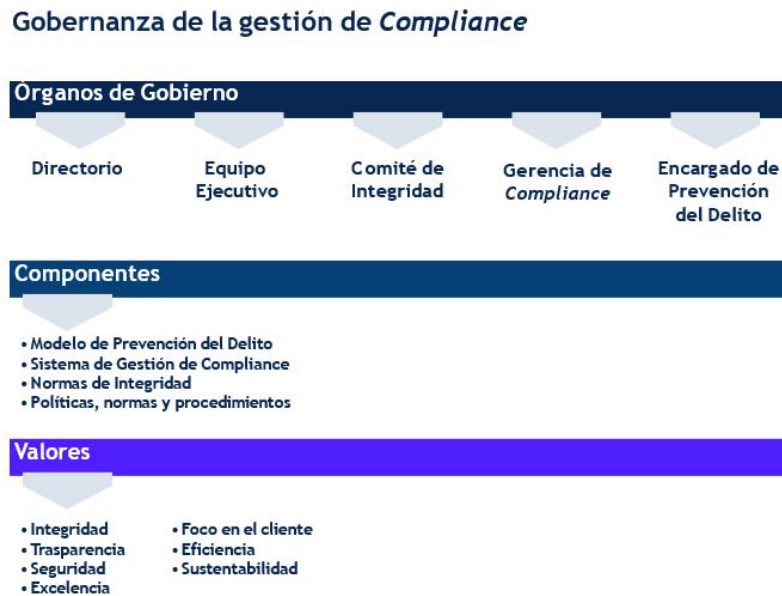 Gobernanza de la gestión de Compliance
Órganos de Gobierno
Directorio
Equipo
Ejecutivo
Comité de
Integridad
Gerencia de
Compliance
Encargado de
Prevención
del Delito
Componentes
• Modelo de Prevención del Delito
• Sistema de Gestión de Compliance
• Normas de Integridad
• Políticas, normas y procedimientos
Valores
• Integridad
• Trasparencia
• Seguridad
• Excelencia
• Foco en el cliente
• Eficiencia
• Sustentabilidad